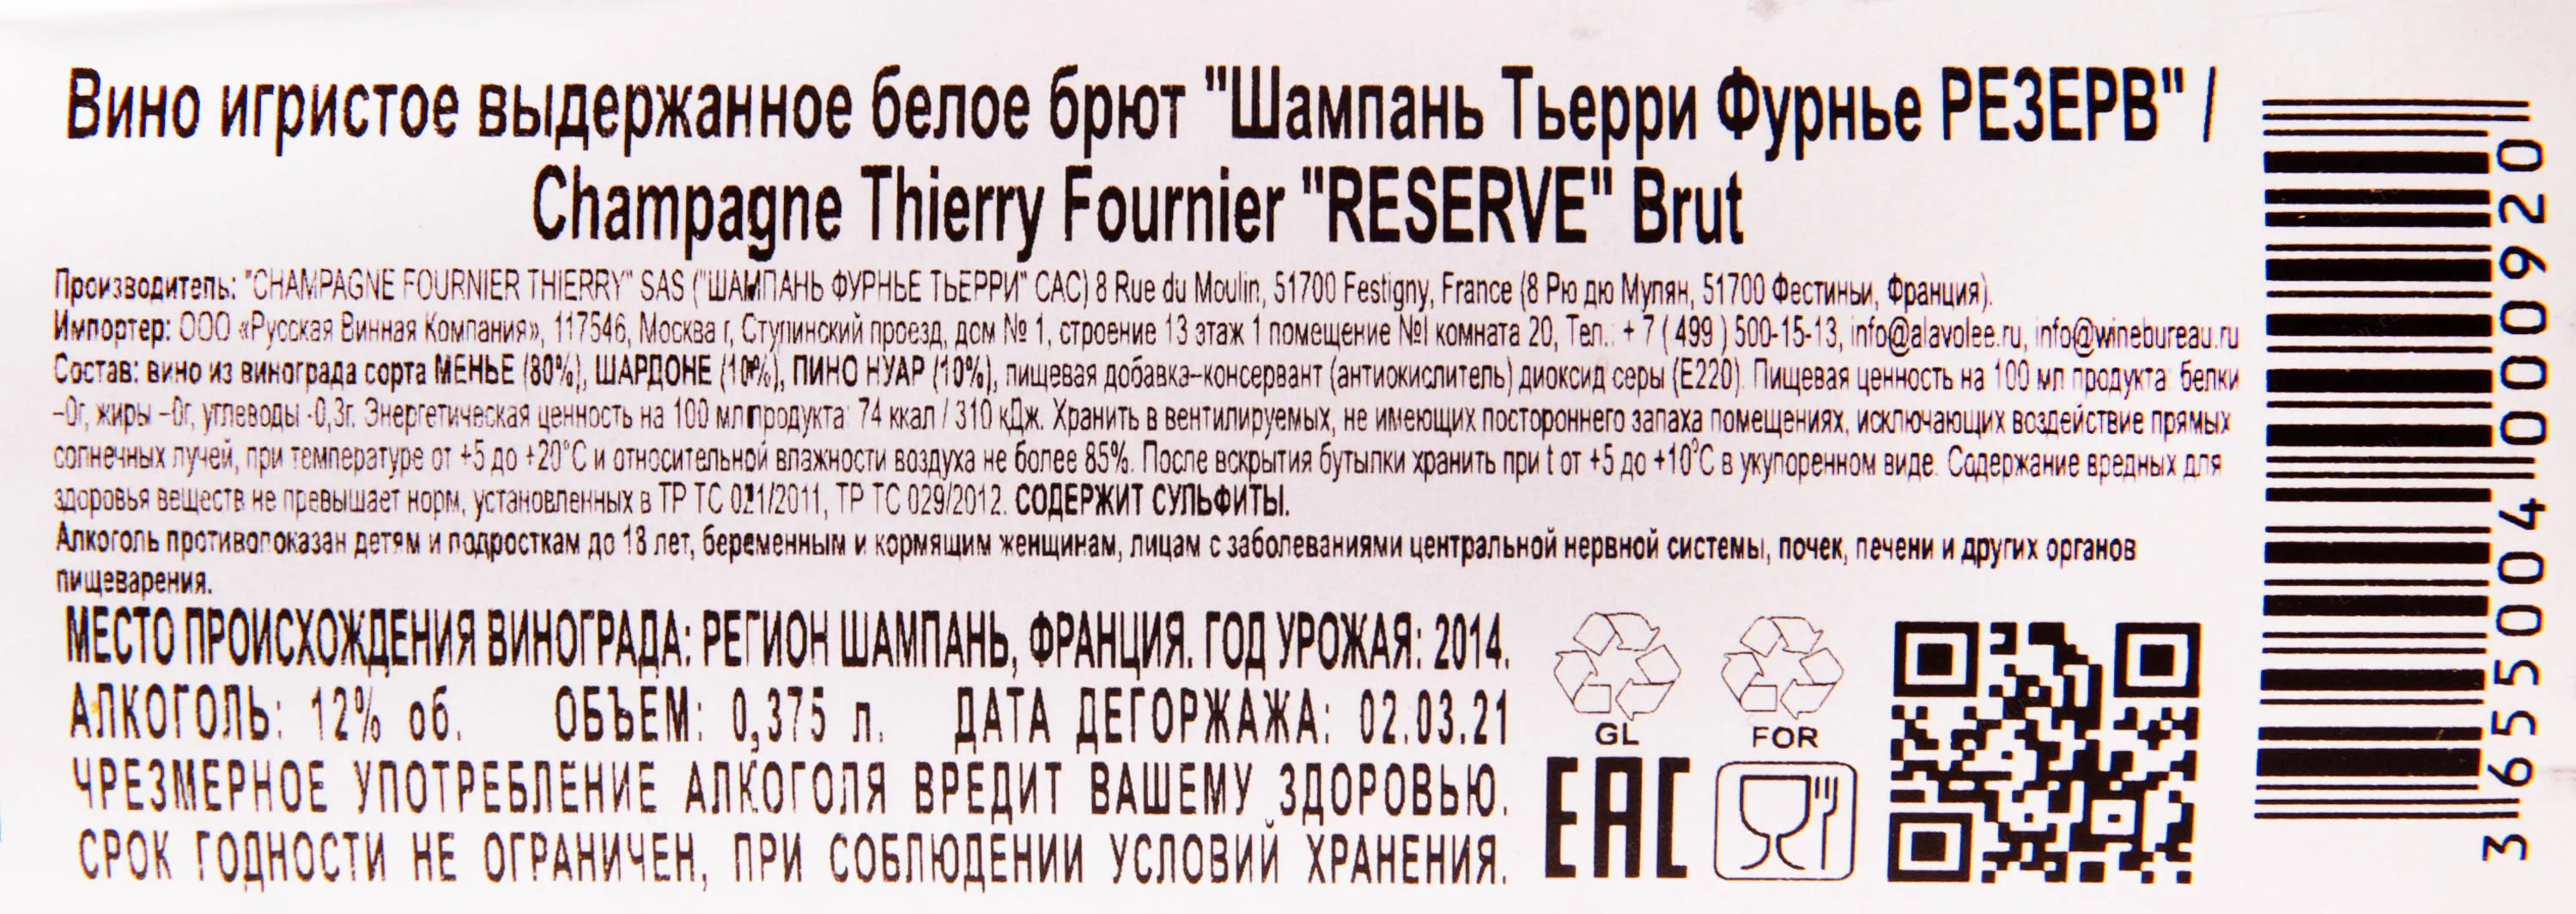 Вино игристое выдержанное белое брют "Шампань Тьерри Фурнье РЕЗЕРВ" /
Champagne Thierry Fournier "RESERVE" Brut
Производитель: "CHAMPAGNE FOURNIER THIERRY" SAS ("ШАМПАНЬ ФУРНЬЕ ТЬЕРРИ" САС) 8 Rue du Moulin, 51700 Festigny, France (8 Рю дю Мулян, 51700 Фестиньи, Франция).
Импортер: ООО «Русская Винная Компания», 117546, Москва г, Ступинский проезд, дом № 1, строение 13 этаж 1 помещение №I комната 20, Тел.: + 7 ( 499 ) 500-15-13, info@alavolee.ru, info@winebureau.ru
Состав: вино из винограда сорта МЕНЬЕ (80%), ШАРДОНЕ (10%), ПИНО НУАР (10%), пищевая добавка-консервант (антиокислитель) диоксид серы (Е220). Пищевая ценность на 100 мл продукта: белки
-0г, жиры -0г, углеводы -0,3г. Энергетическая ценность на 100 мл продукта: 74 ккал / 310 кДж. Хранить в вентилируемых, не имеющих постороннего запаха помещениях, исключающих воздействие прямых
солнечных лучей, при температуре от +5 до +20°С и относительной влажности воздуха не более 85%. После вскрытия бутылки хранить при t от +5 до +10°С в укупоренном виде. Содержание вредных для
здоровья веществ не превышает норм, установленных в ТР ТС 021/2011, ТР ТС 029/2012. СОДЕРЖИТ СУЛЬФИТЫ.
Алкоголь противопоказан детям и подросткам до 18 лет, беременным и кормящим женщинам, лицам с заболеваниями центральной нервной системы, почек, печени и других органов
пищеварения.
МЕСТО ПРОИСХОЖДЕНИЯ ВИНОГРАДА: РЕГИОН ШАМПАНЬ, ФРАНЦИЯ. ГОД УРОЖАЯ: 2014.
АЛКОГОЛЬ: 12% об. ОБЪЕМ: 0,375 л. ДАТА ДЕГОРЖАЖА: 02.03.21
ЧРЕЗМЕРНОЕ УПОТРЕБЛЕНИЕ АЛКОГОЛЯ ВРЕДИТ ВАШЕМУ ЗДОРОВЬЮ.
СРОК ГОДНОСТИ НЕ ОГРАНИЧЕН, ПРИ СОБЛЮДЕНИИ УСЛОВИЙ ХРАНЕНИЯ.
GL FOR
EAC
3 655004 000920